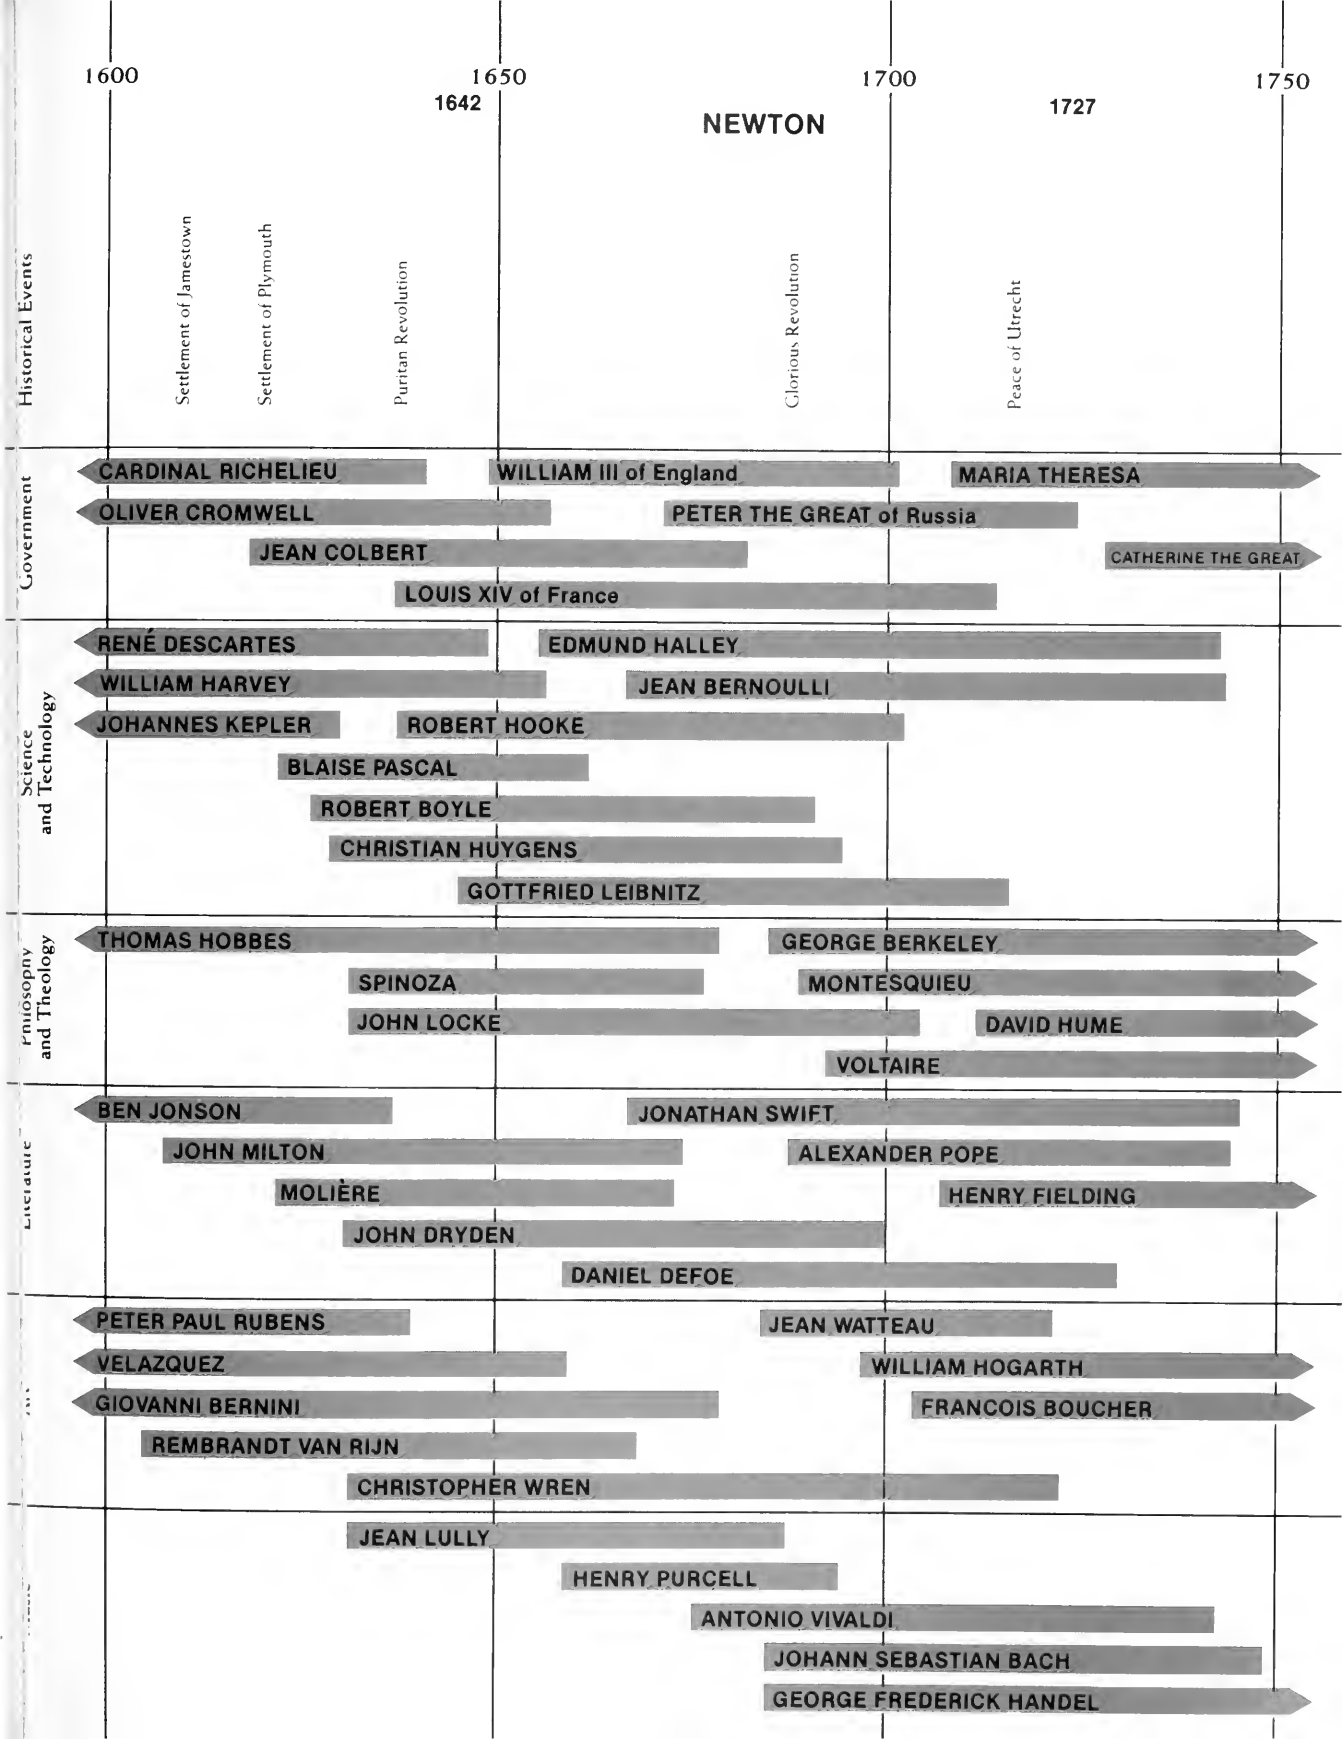 1600 1650 1700 1750
1642 1727
NEWTON
Historical Events
Settlement of Jamestown
Settlement of Plymouth
Puritan Revolution
Glorious Revolution
Peace of Utrecht
Government
CARDINAL RICHELIEU WILLIAM III of England MARIA THERESA
OLIVER CROMWELL PETER THE GREAT of Russia
JEAN COLBERT CATHERINE THE GREAT
LOUIS XIV of France
Science
and Technology
RENÉ DESCARTES EDMUND HALLEY
WILLIAM HARVEY JEAN BERNOULLI
JOHANNES KEPLER ROBERT HOOKE
BLAISE PASCAL
ROBERT BOYLE
CHRISTIAN HUYGENS
GOTTFRIED LEIBNITZ
Philosophy
and Theology
THOMAS HOBBES GEORGE BERKELEY
SPINOZA MONTESQUIEU
JOHN LOCKE DAVID HUME
VOLTAIRE
Literature
BEN JONSON JONATHAN SWIFT
JOHN MILTON ALEXANDER POPE
MOLIÈRE HENRY FIELDING
JOHN DRYDEN
DANIEL DEFOE
PETER PAUL RUBENS JEAN WATTEAU
VELAZQUEZ WILLIAM HOGARTH
GIOVANNI BERNINI FRANCOIS BOUCHER
REMBRANDT VAN RIJN
CHRISTOPHER WREN
JEAN LULLY
HENRY PURCELL
ANTONIO VIVALDI
JOHANN SEBASTIAN BACH
GEORGE FREDERICK HANDEL